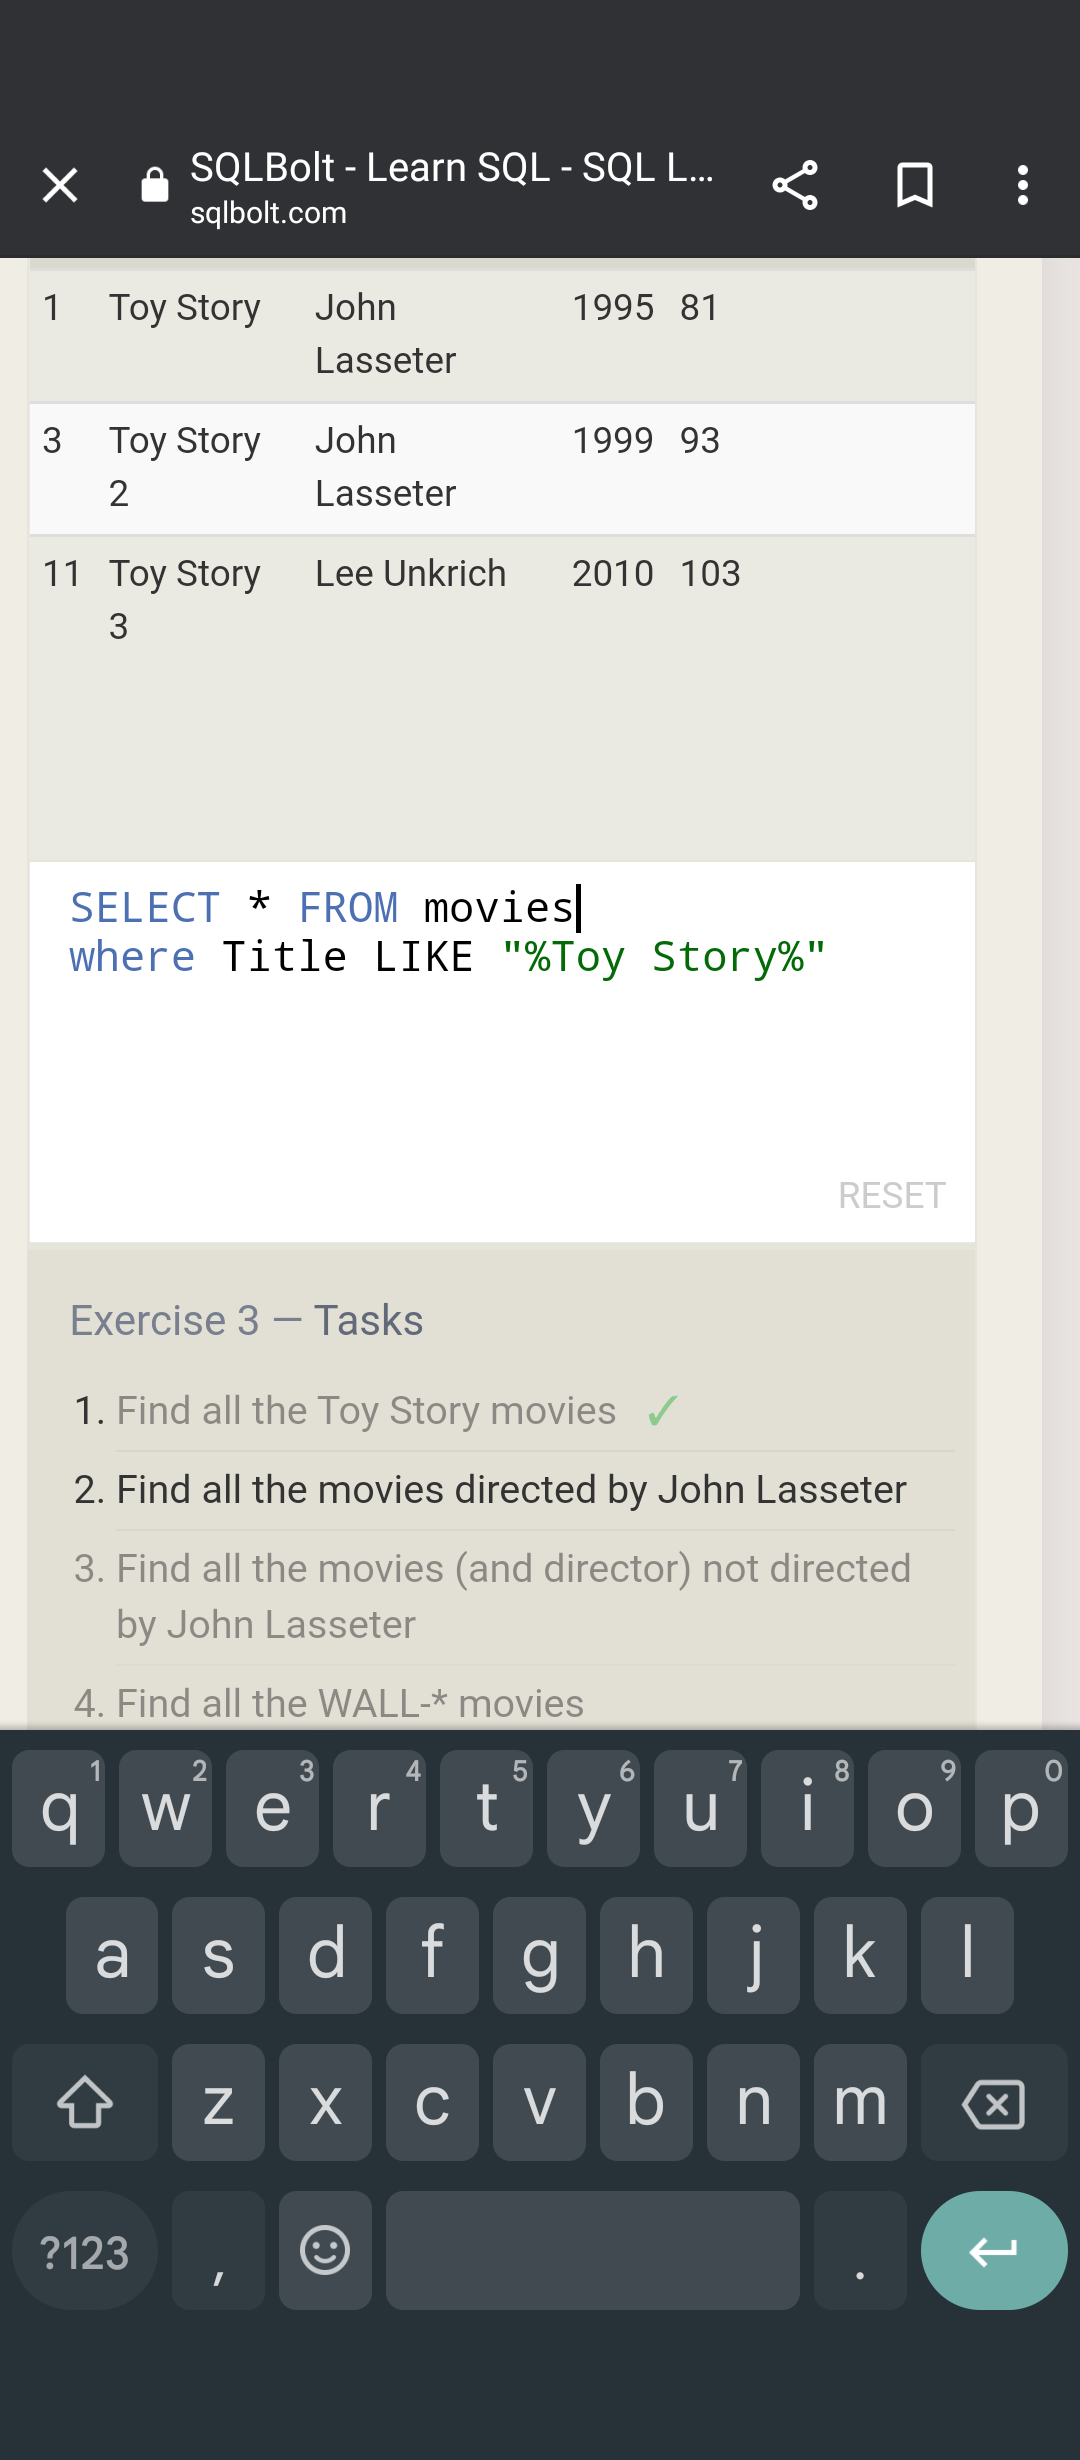 SQLBolt - Learn SQL - SQL L...
sqlbolt.com
1 Toy Story John 1995 81
Lasseter
3 Toy Story John 1999 93
2 Lasseter
11 Toy Story Lee Unkrich 2010 103
3
SELECT * FROM movies
where Title LIKE "%Toy Story%"
RESET
Exercise 3 — Tasks
1. Find all the Toy Story movies ✓
2. Find all the movies directed by John Lasseter
3. Find all the movies (and director) not directed
by John Lasseter
4. Find all the WALL-* movies
1 2 3 4 5 6 7 8 9 0
q w e r t y u i o p
a s d f g h j k l
z x c v b n m
?123 , .